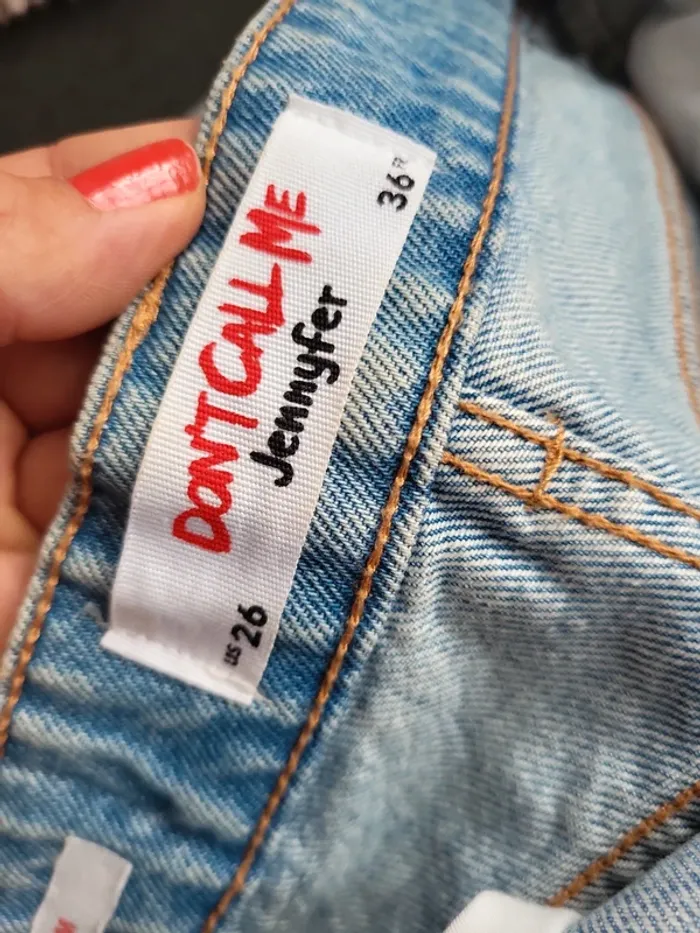 DON'T CALL ME
Jennyfer
36 FR
US 26